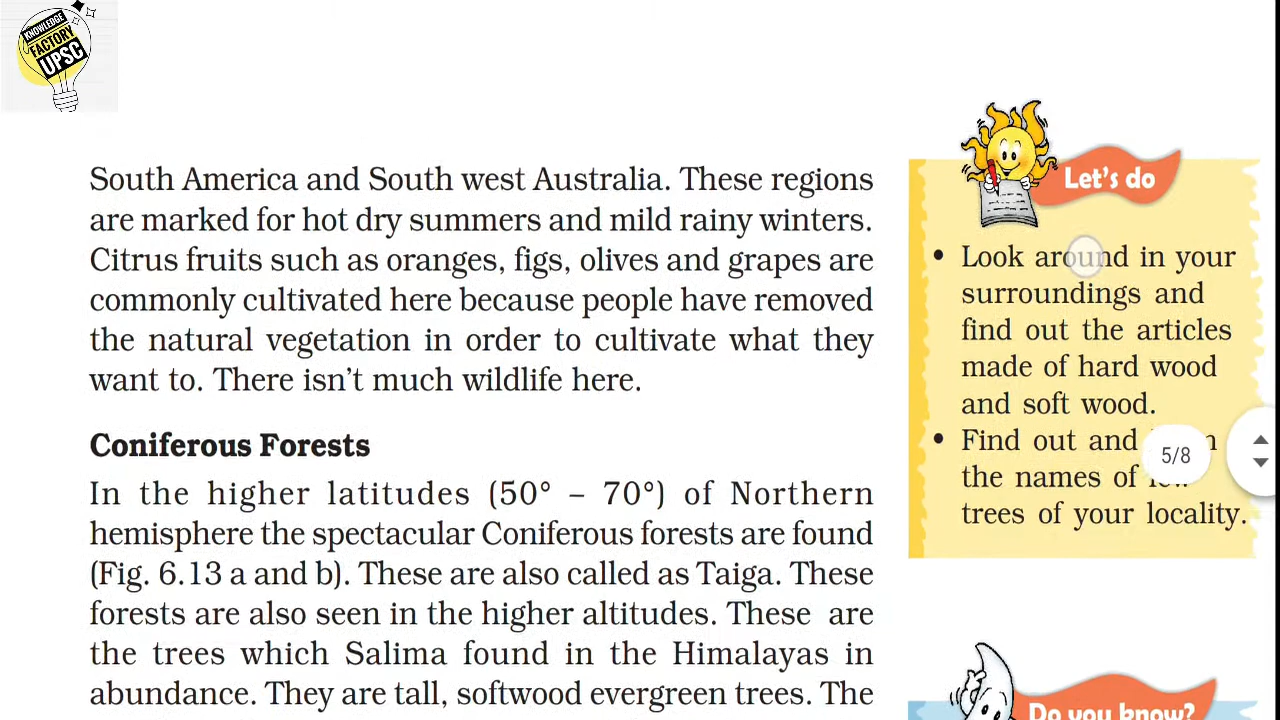 KNOWLEDGE
FACTORY
UPSC
South America and South west Australia. These regions
are marked for hot dry summers and mild rainy winters.
Citrus fruits such as oranges, figs, olives and grapes are
commonly cultivated here because people have removed
the natural vegetation in order to cultivate what they
want to. There isn't much wildlife here.
Coniferous Forests
In the higher latitudes (50° – 70°) of Northern
hemisphere the spectacular Coniferous forests are found
(Fig. 6.13 a and b). These are also called as Taiga. These
forests are also seen in the higher altitudes. These are
the trees which Salima found in the Himalayas in
abundance. They are tall, softwood evergreen trees. The
Let's do
• Look around in your
surroundings and
find out the articles
made of hard wood
and soft wood.
• Find out and
the names of
trees of your locality.
5/8
Do you know?